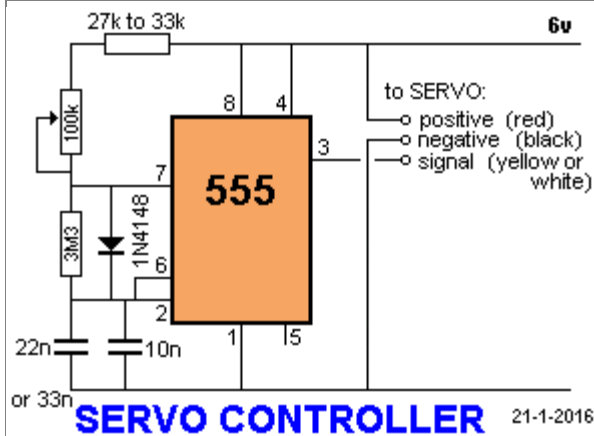 27k to 33k
6v
to SERVO:
8
4
positive (red)
100k
negative (black)
3
signal (yellow or
white)
7
555
1N4148
3M3
6
2
22n
10n
1
5
or 33n
SERVO CONTROLLER
21-1-2016